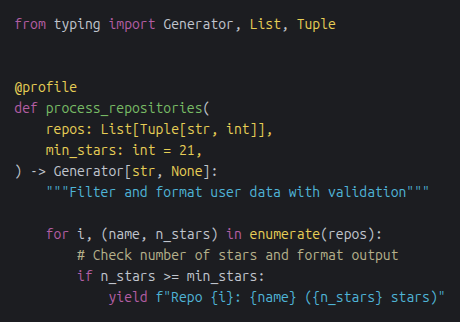 from typing import Generator, List, Tuple
@profile
def process_repositories(
    repos: List[Tuple[str, int]],
    min_stars: int = 21,
) -> Generator[str, None]:
    """Filter and format user data with validation"""
    for i, (name, n_stars) in enumerate(repos):
        # Check number of stars and format output
        if n_stars >= min_stars:
            yield f"Repo {i}: {name} ({n_stars} stars)"